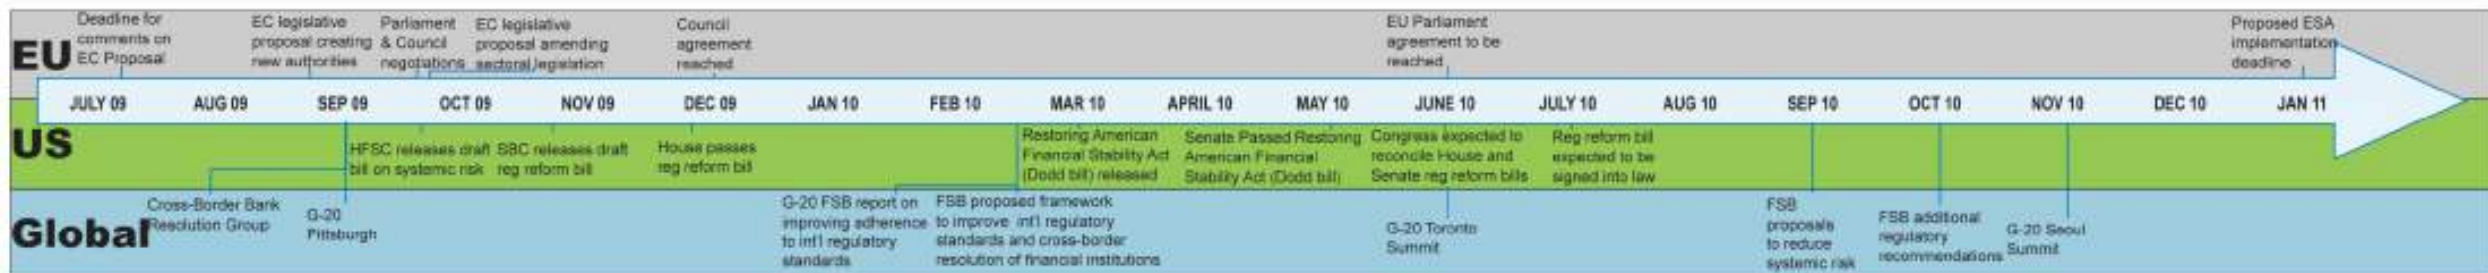 EU
Deadline for
comments on
EC Proposal
EC legislative
proposal creating
new authorities
Parliament
& Council
negotiations
EC legislative
proposal amending
sectoral legislation
Council
agreement
reached
EU Parliament
agreement to be
reached
Proposed ESA
implementation
deadline
JULY 09 AUG 09 SEP 09 OCT 09 NOV 09 DEC 09 JAN 10 FEB 10 MAR 10 APRIL 10 MAY 10 JUNE 10 JULY 10 AUG 10 SEP 10 OCT 10 NOV 10 DEC 10 JAN 11
US
HFSC releases draft
bill on systemic risk
SBC releases draft
reg reform bill
House passes
reg reform bill
Restoring American
Financial Stability Act
(Dodd bill) released
Senate Passed Restoring
American Financial
Stability Act (Dodd bill)
Congress expected to
reconcile House and
Senate reg reform bills
Reg reform bill
expected to be
signed into law
Global
Cross-Border Bank
Resolution Group
G-20
Pittsburgh
G-20 FSB report on
improving adherence
to int'l regulatory
standards
FSB proposed framework
to improve int'l regulatory
standards and cross-border
resolution of financial institutions
G-20 Toronto
Summit
FSB
proposals
to reduce
systemic risk
FSB additional
regulatory
recommendations
G-20 Seoul
Summit